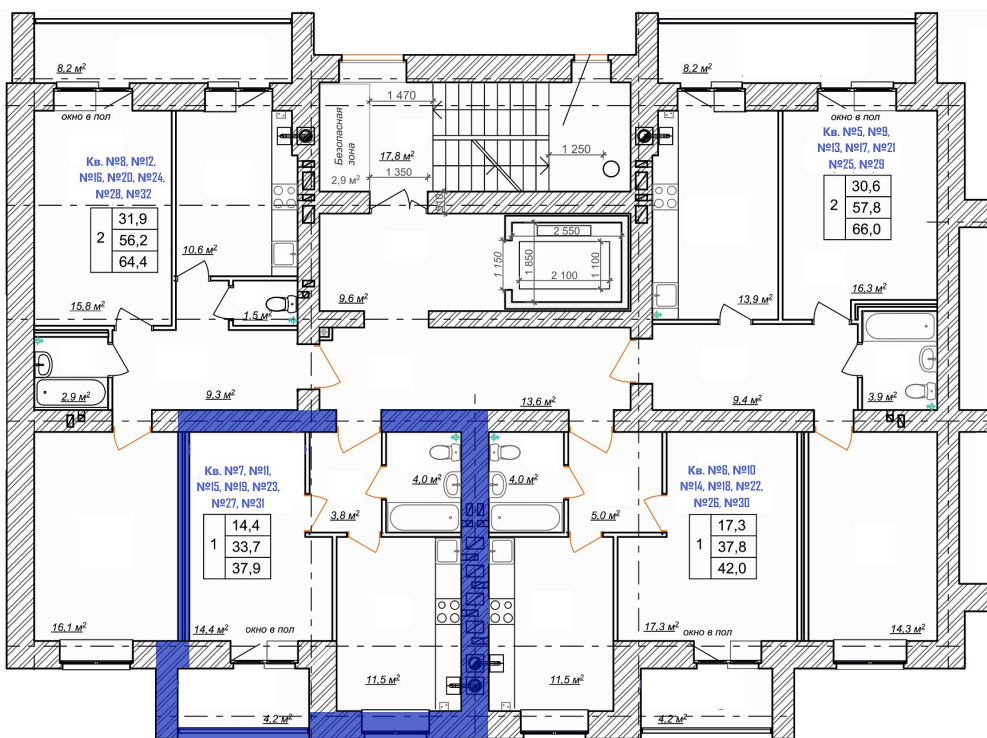 8.2 м²
8.2 м²
окно в пол
окно в пол
Кв. №8, №12,
№16, №20, №24,
№28, №32
2
31,9
56,2
64,4
10.6 м²
15.8 м²
1.5 м²
Безопасная
зона
2,9 м²
1 470
17.8 м²
1 350
1 250
610
2 550
1 150
1 850
2 100
1 100
9.6 м²
Кв. №5, №9,
№13, №17, №21
№25, №29
2
30,6
57,8
66,0
13.9 м²
16.3 м²
2.9 м²
9.3 м²
13.6 м²
9.4 м²
3.9 м²
Кв. №7, №11,
№15, №19, №23,
№27, №31
1
14,4
33,7
37,9
4.0 м²
4.0 м²
3.8 м²
5.0 м²
Кв. №6, №10
№14, №18, №22,
№26, №30
1
17,3
37,8
42,0
16.1 м²
14.4 м²
окно в пол
17.3 м²
окно в пол
14.3 м²
11.5 м²
11.5 м²
4.2 м²
4.2 м²